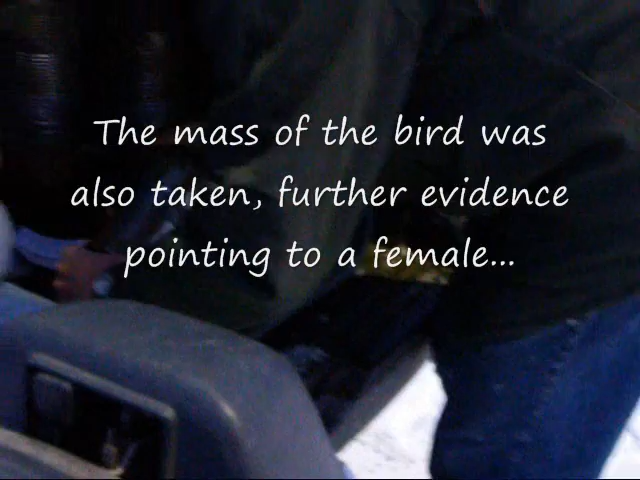 The mass of the bird was
also taken, further evidence
pointing to a female...